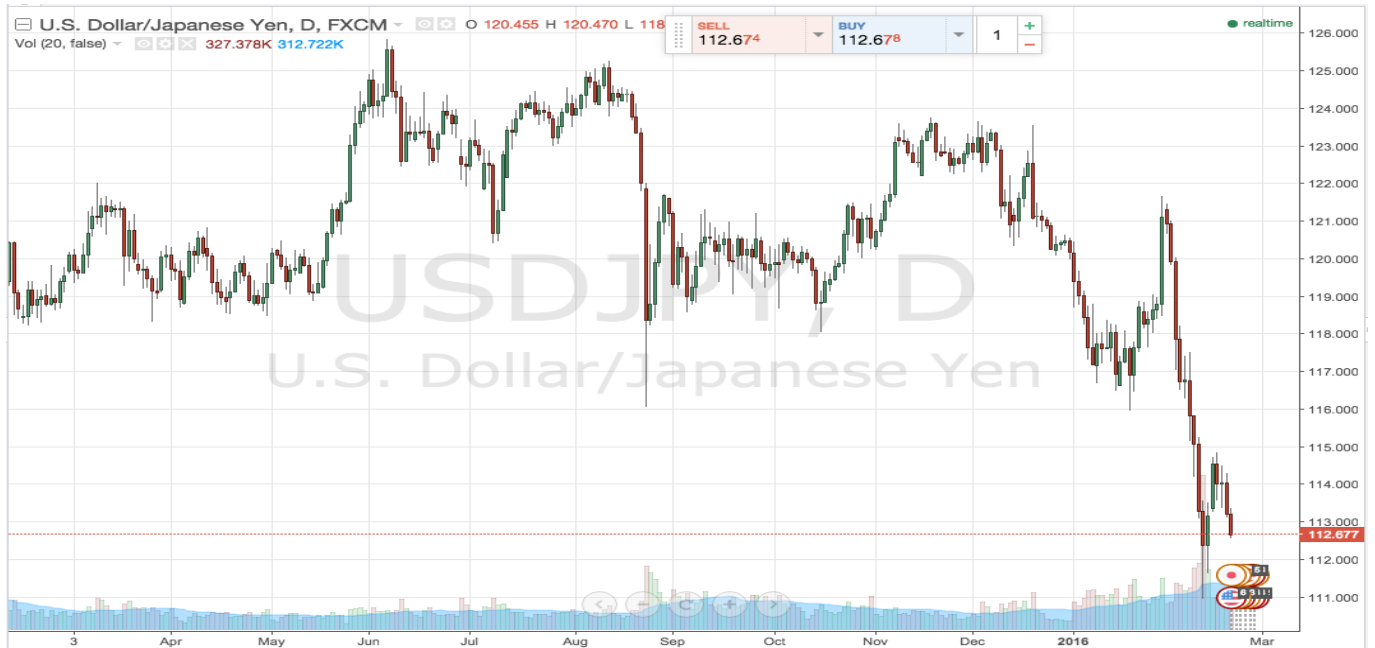 U.S. Dollar/Japanese Yen, D, FXCM O 120.455 H 120.470 L 118
SELL
112.674
BUY
112.678
1
+
−
realtime
Vol (20, false) 327.378K 312.722K
USDJPY, D
U.S. Dollar/Japanese Yen
126.000
125.000
124.000
123.000
122.000
121.000
120.000
119.000
118.000
117.000
116.000
115.000
114.000
113.000
112.677
112.000
111.000
3 Apr May Jun Jul Aug Sep Oct Nov Dec 2016 Mar